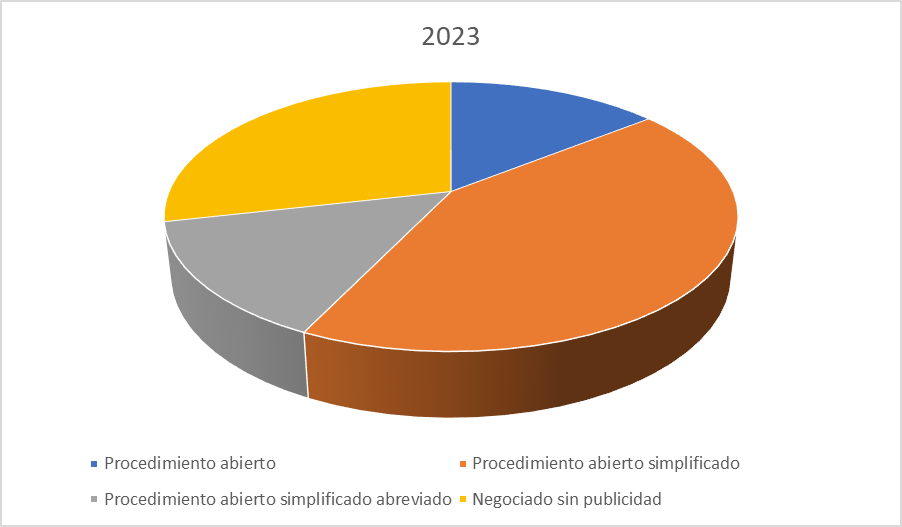 2023
Procedimiento abierto
Procedimiento abierto simplificado
Procedimiento abierto simplificado abreviado
Negociado sin publicidad